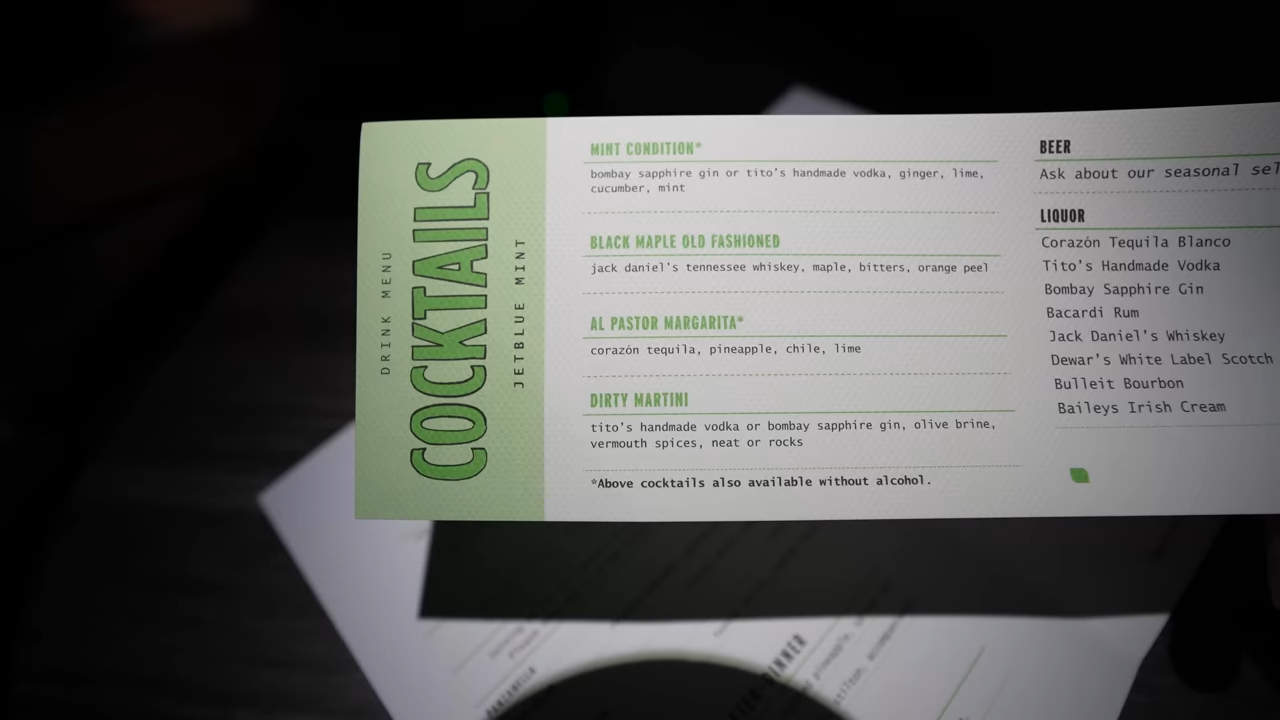 DRINK MENU
COCKTAILS
JETBLUE MINT
MINT CONDITION*
bombay sapphire gin or tito's handmade vodka, ginger, lime,
cucumber, mint
BLACK MAPLE OLD FASHIONED
jack daniel's tennessee whiskey, maple, bitters, orange peel
AL PASTOR MARGARITA*
corazón tequila, pineapple, chile, lime
DIRTY MARTINI
tito's handmade vodka or bombay sapphire gin, olive brine,
vermouth spices, neat or rocks
*Above cocktails also available without alcohol.
BEER
Ask about our seasonal
LIQUOR
Corazón Tequila Blanco
Tito's Handmade Vodka
Bombay Sapphire Gin
Bacardi Rum
Jack Daniel's Whiskey
Dewar's White Label Scotch
Bulleit Bourbon
Baileys Irish Cream
PANZANELLA
DINNER